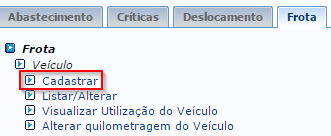 Abastecimento Críticas Deslocamento Frota
Frota
Veículo
Cadastrar
Listar/Alterar
Visualizar Utilização do Veículo
Alterar quilometragem do Veículo